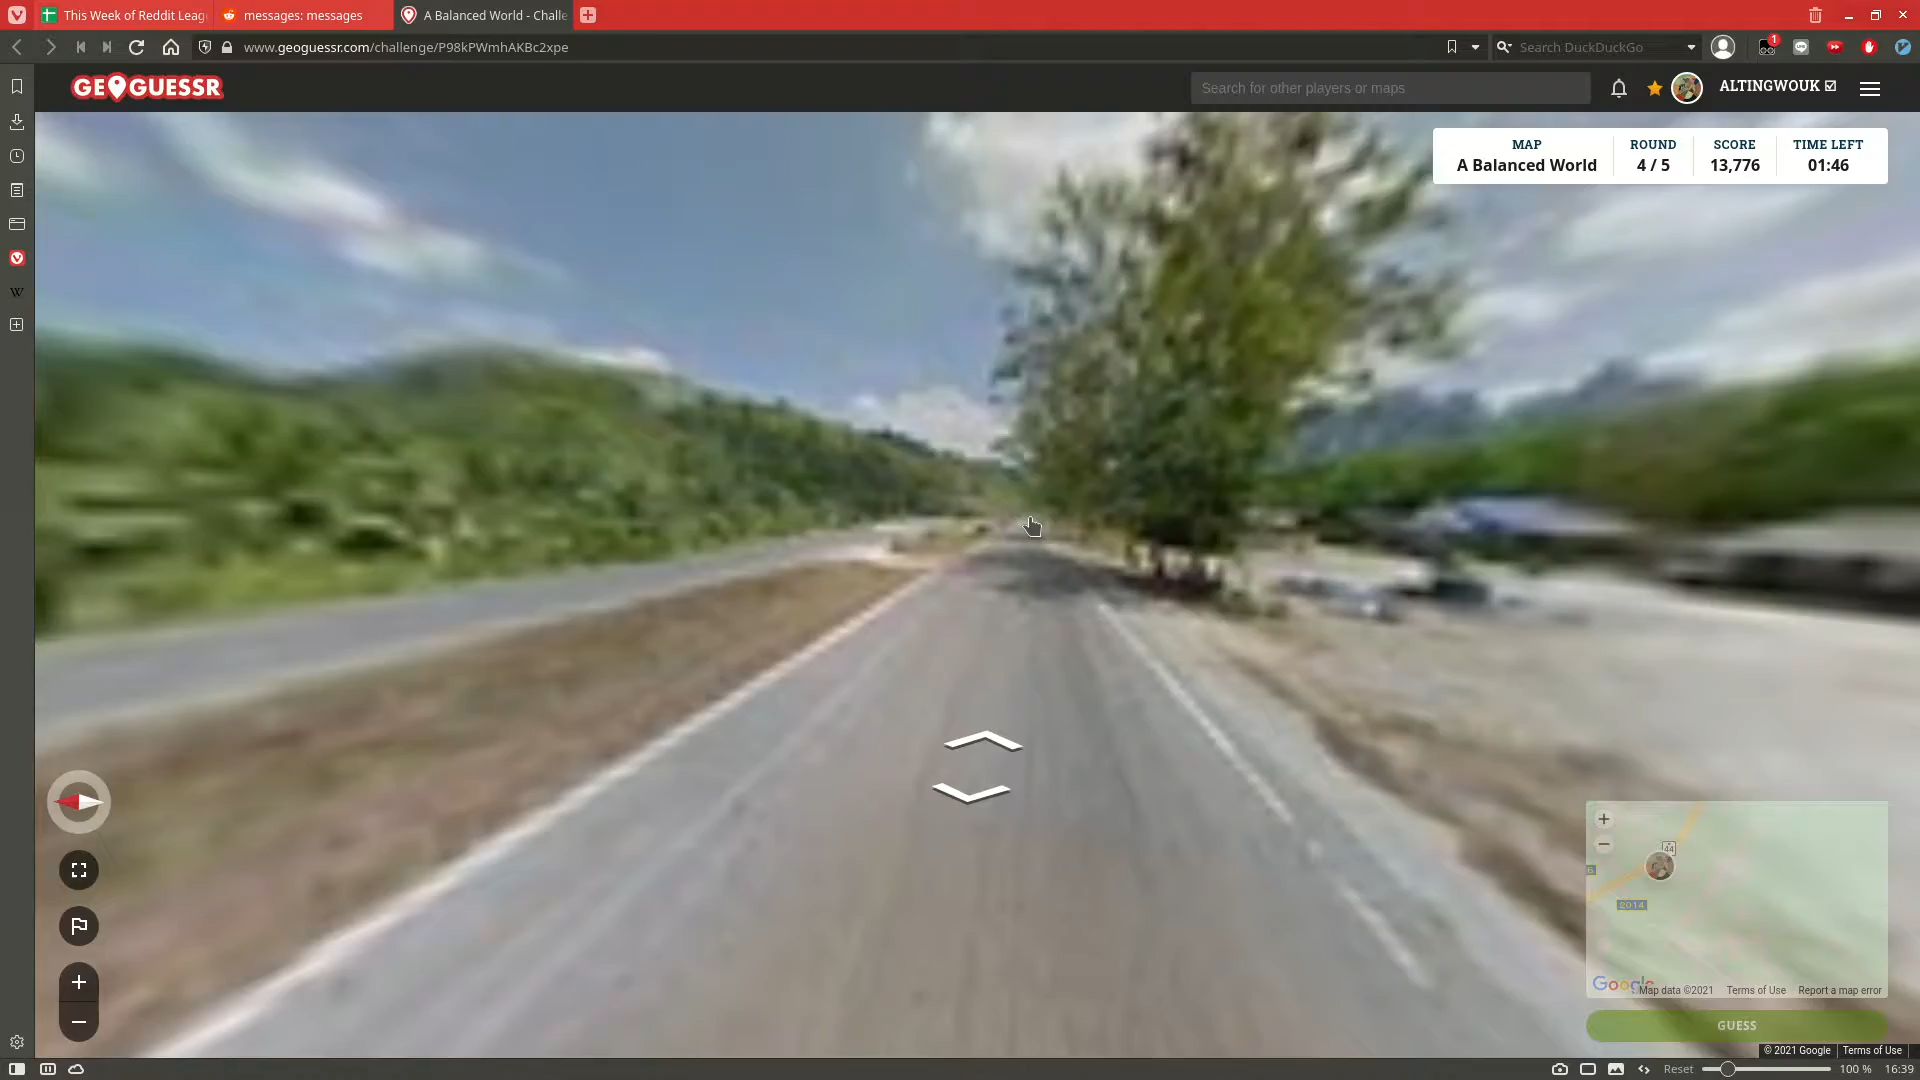 This Week of Reddit Leag
messages: messages
A Balanced World - Challe
www.geoguessr.com/challenge/P98kPWmhAKBc2xpe
Search DuckDuckGo
1
GEOGUESSR
Search for other players or maps
ALTINGWOUK
MAP
A Balanced World
ROUND
4 / 5
SCORE
13,776
TIME LEFT
01:46
W
44
2014
Google
Map data ©2021
Terms of Use
Report a map error
GUESS
© 2021 Google
Terms of Use
Reset
100 %
16:39